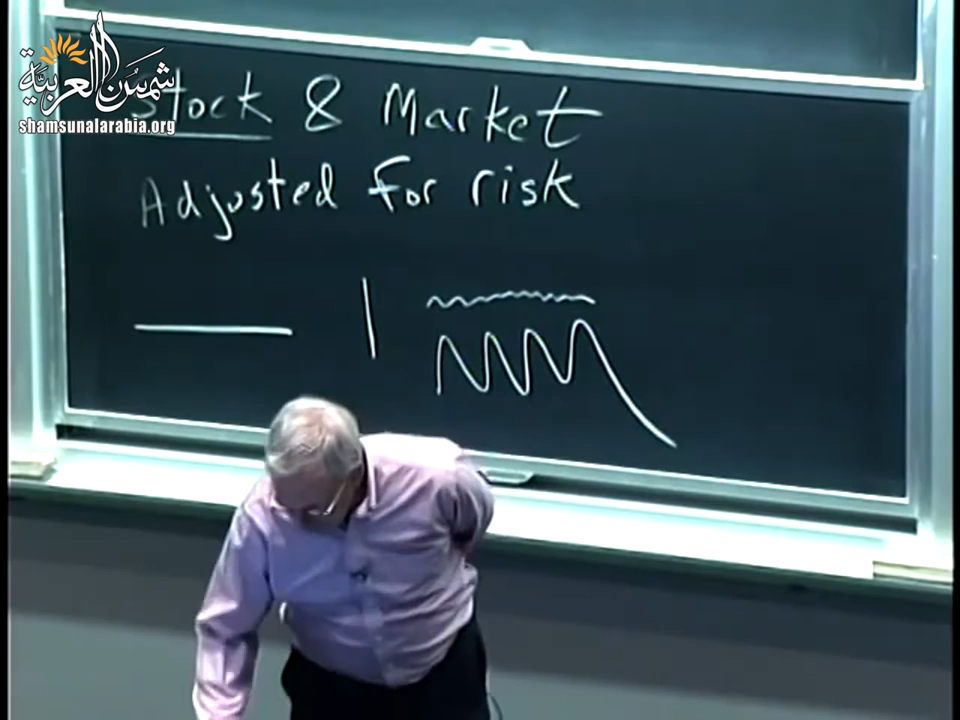 شمس العربية
shamsunalarabia.org
Stock & Market
Adjusted for risk